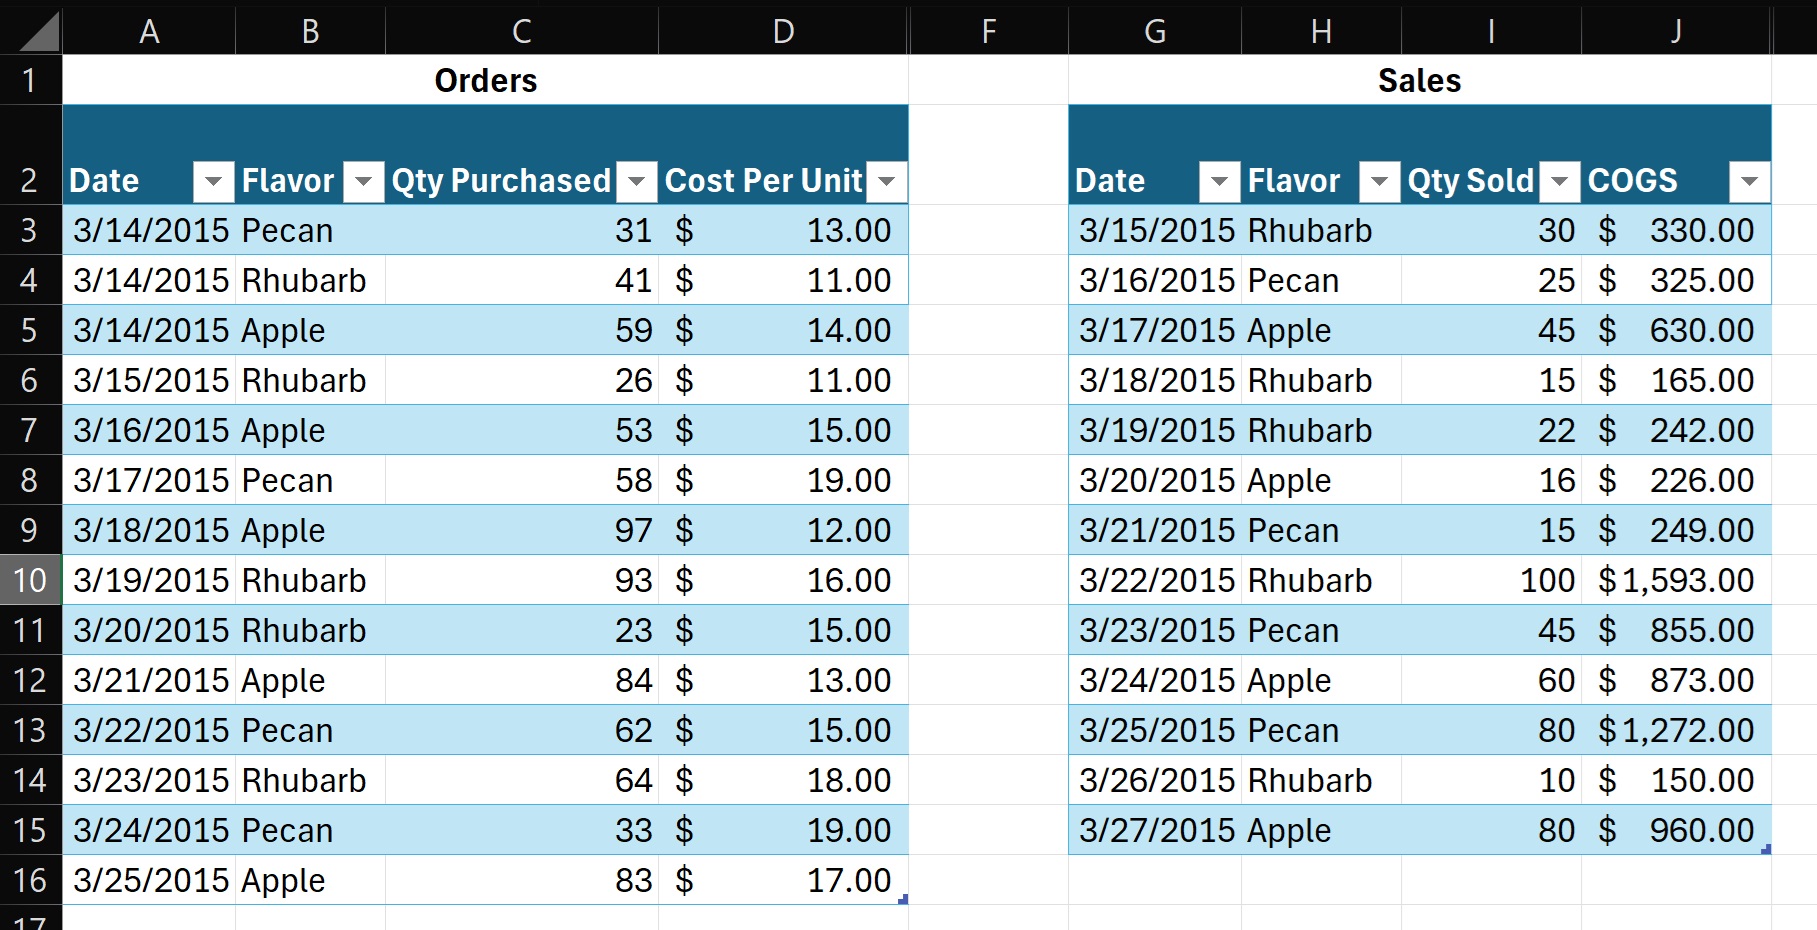 A B C D F G H I J
1 Orders Sales
2 Date Flavor Qty Purchased Cost Per Unit Date Flavor Qty Sold COGS
3 3/14/2015 Pecan 31 $ 13.00 3/15/2015 Rhubarb 30 $ 330.00
4 3/14/2015 Rhubarb 41 $ 11.00 3/16/2015 Pecan 25 $ 325.00
5 3/14/2015 Apple 59 $ 14.00 3/17/2015 Apple 45 $ 630.00
6 3/15/2015 Rhubarb 26 $ 11.00 3/18/2015 Rhubarb 15 $ 165.00
7 3/16/2015 Apple 53 $ 15.00 3/19/2015 Rhubarb 22 $ 242.00
8 3/17/2015 Pecan 58 $ 19.00 3/20/2015 Apple 16 $ 226.00
9 3/18/2015 Apple 97 $ 12.00 3/21/2015 Pecan 15 $ 249.00
10 3/19/2015 Rhubarb 93 $ 16.00 3/22/2015 Rhubarb 100 $1,593.00
11 3/20/2015 Rhubarb 23 $ 15.00 3/23/2015 Pecan 45 $ 855.00
12 3/21/2015 Apple 84 $ 13.00 3/24/2015 Apple 60 $ 873.00
13 3/22/2015 Pecan 62 $ 15.00 3/25/2015 Pecan 80 $1,272.00
14 3/23/2015 Rhubarb 64 $ 18.00 3/26/2015 Rhubarb 10 $ 150.00
15 3/24/2015 Pecan 33 $ 19.00 3/27/2015 Apple 80 $ 960.00
16 3/25/2015 Apple 83 $ 17.00
17